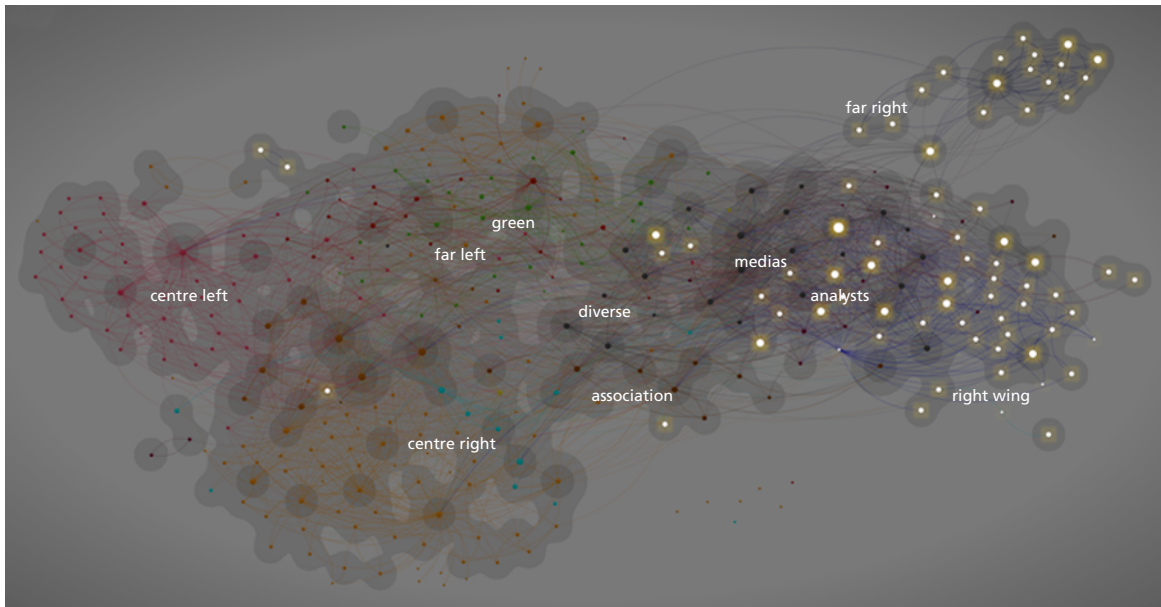 far right
green
far left
medias
centre left
analysts
diverse
association
right wing
centre right